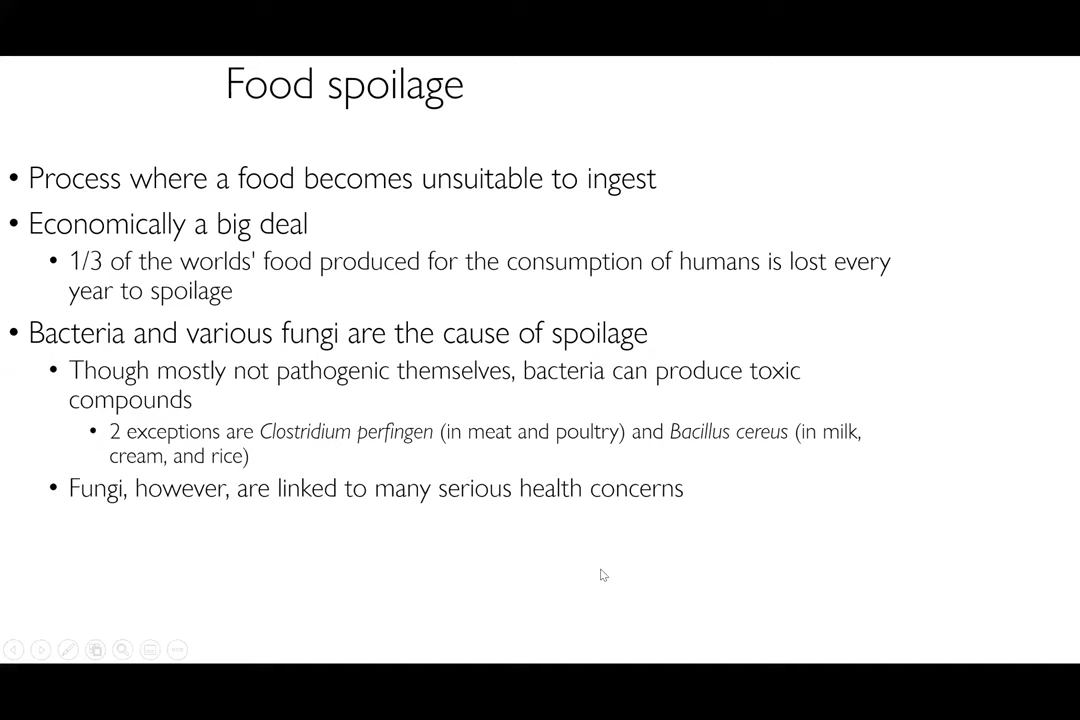 Food spoilage
• Process where a food becomes unsuitable to ingest
• Economically a big deal
• 1/3 of the worlds' food produced for the consumption of humans is lost every
year to spoilage
• Bacteria and various fungi are the cause of spoilage
• Though mostly not pathogenic themselves, bacteria can produce toxic
compounds
• 2 exceptions are Clostridium perfingen (in meat and poultry) and Bacillus cereus (in milk,
cream, and rice)
• Fungi, however, are linked to many serious health concerns